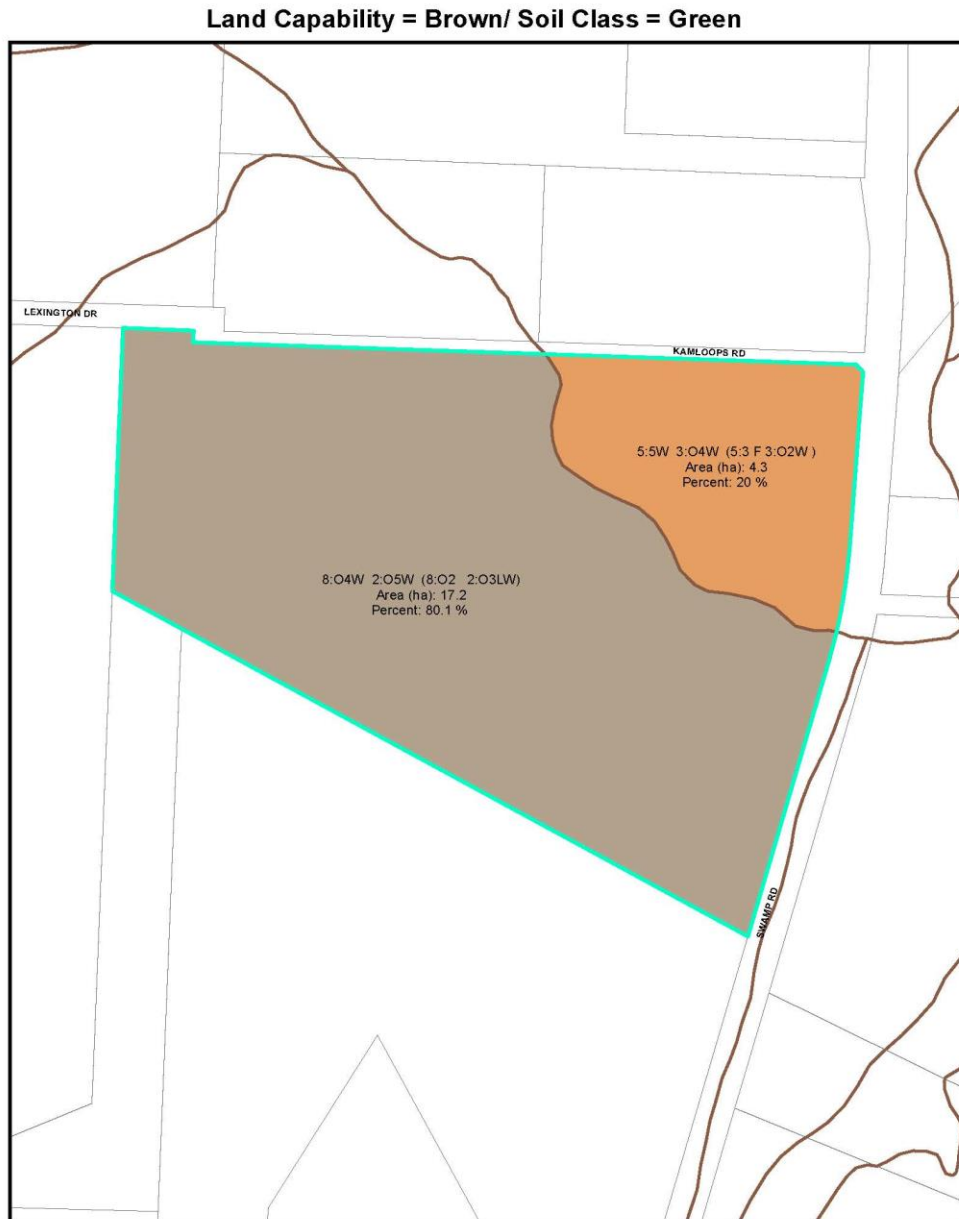 Land Capability = Brown/ Soil Class = Green
LEXINGTON DR
KAMLOOPS RD
5:5W 3:O4W (5:3 F 3:O2W )
Area (ha): 4.3
Percent: 20 %
8:O4W 2:O5W (8:O2 2:O3LW)
Area (ha): 17.2
Percent: 80.1 %
SWAMP RD